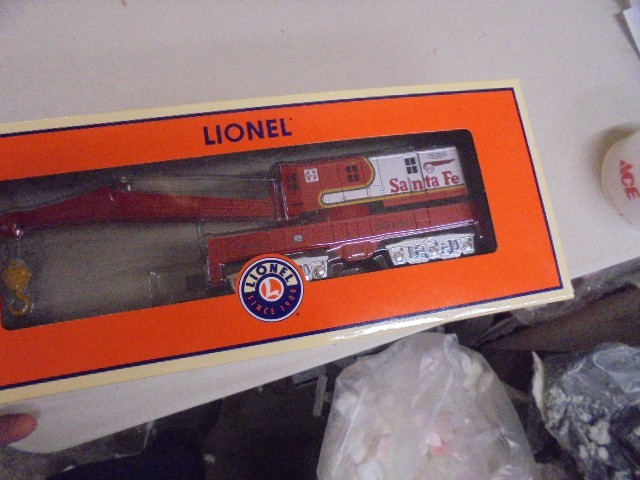 LIONEL
Santa Fe
LIONEL
L
SINCE 1900
ACE